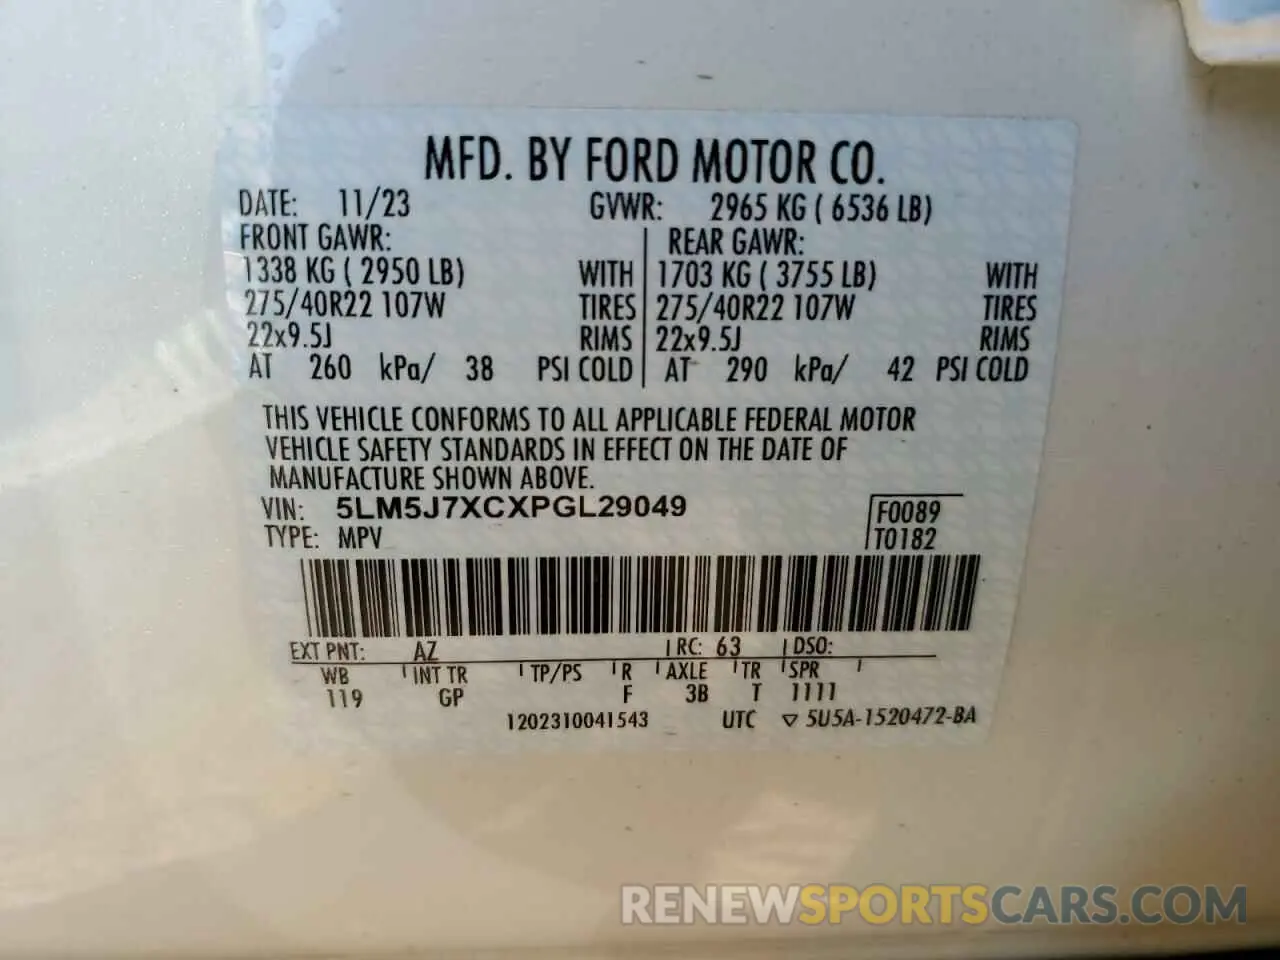 MFD. BY FORD MOTOR CO.
DATE: 11/23 GVWR: 2965 KG ( 6536 LB)
FRONT GAWR: REAR GAWR:
1338 KG ( 2950 LB) WITH 1703 KG ( 3755 LB) WITH
275/40R22 107W TIRES 275/40R22 107W TIRES
22x9.5J RIMS 22x9.5J RIMS
AT 260 kPa/ 38 PSI COLD AT 290 kPa/ 42 PSI COLD
THIS VEHICLE CONFORMS TO ALL APPLICABLE FEDERAL MOTOR
VEHICLE SAFETY STANDARDS IN EFFECT ON THE DATE OF
MANUFACTURE SHOWN ABOVE.
VIN: 5LM5J7XCXPGL29049 F0089
TYPE: MPV T0182
EXT PNT: AZ RC: 63 DSO:
WB INT TR TP/PS R AXLE TR SPR
119 GP F 3B T 1111
1202310041543 UTC ▽ 5U5A-1520472-BA
RENEWSPORTSCARS.COM